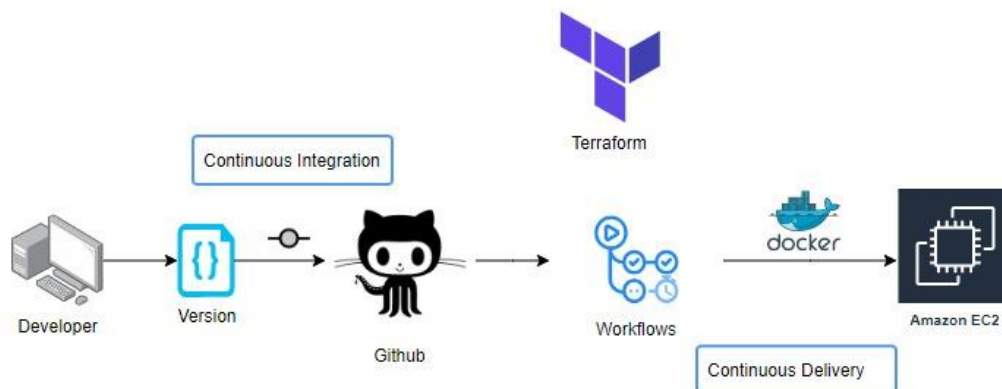 Terraform
Continuous Integration
docker
Developer
Version
Github
Workflows
Amazon EC2
Continuous Delivery